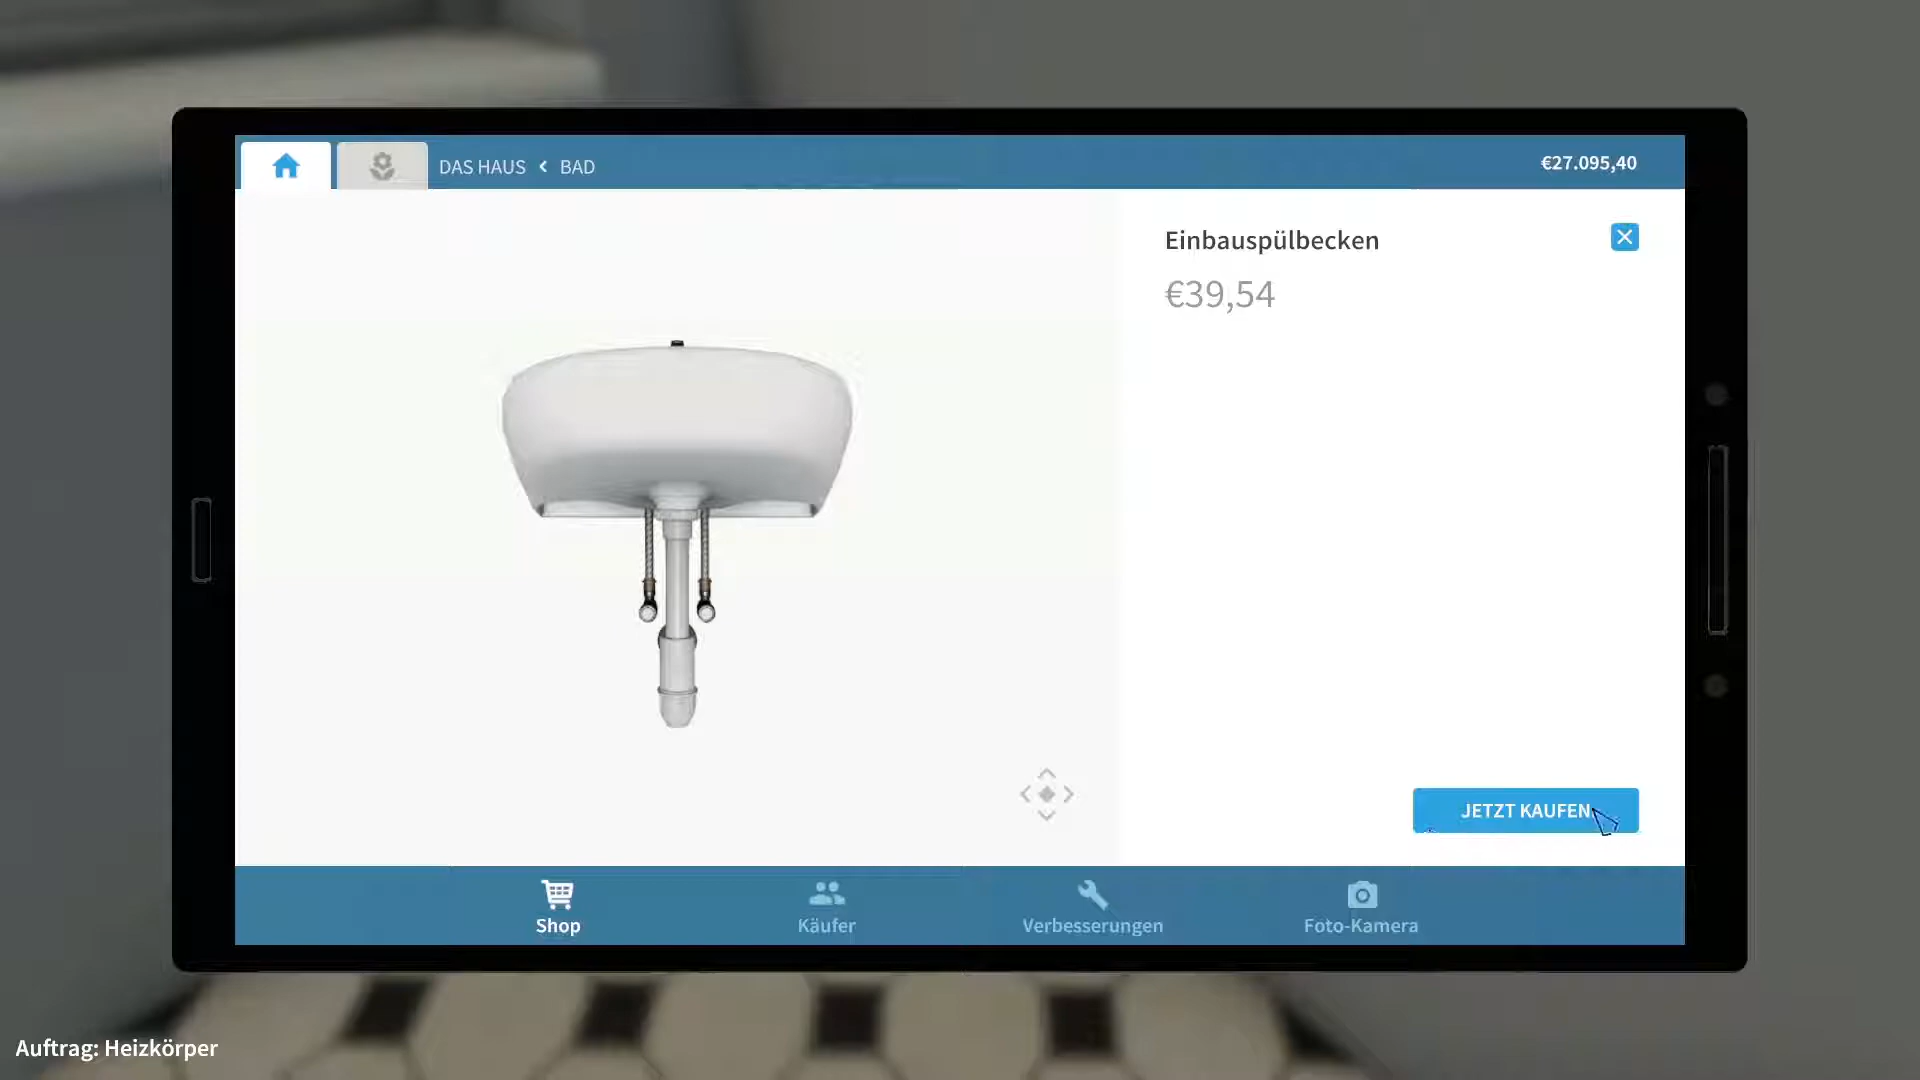 DAS HAUS < BAD
€27.095,40
Einbauspülbecken
€39,54
JETZT KAUFEN
Shop
Käufer
Verbesserungen
Foto-Kamera
Auftrag: Heizkörper